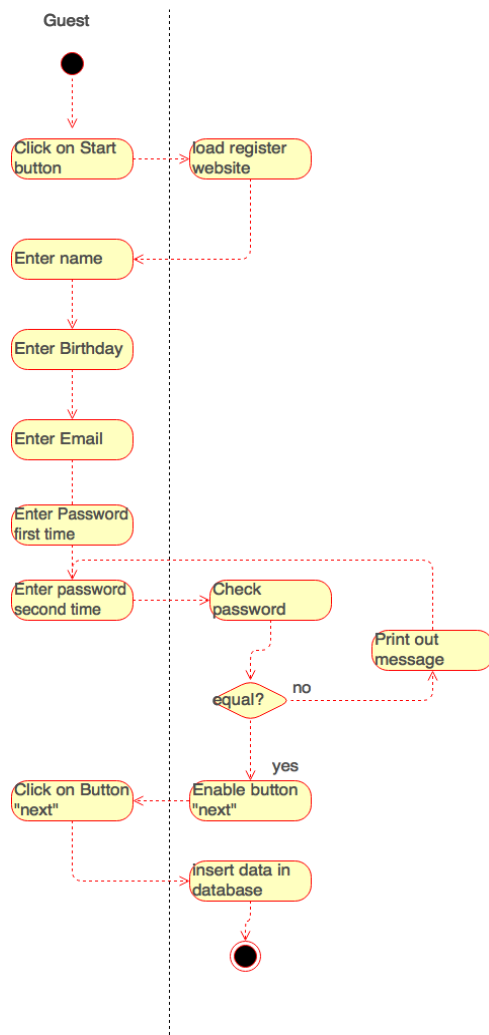 Guest
Click on Start
button
load register
website
Enter name
Enter Birthday
Enter Email
Enter Password
first time
Enter password
second time
Check
password
Print out
message
equal?
no
yes
Click on Button
"next"
Enable button
"next"
insert data in
database